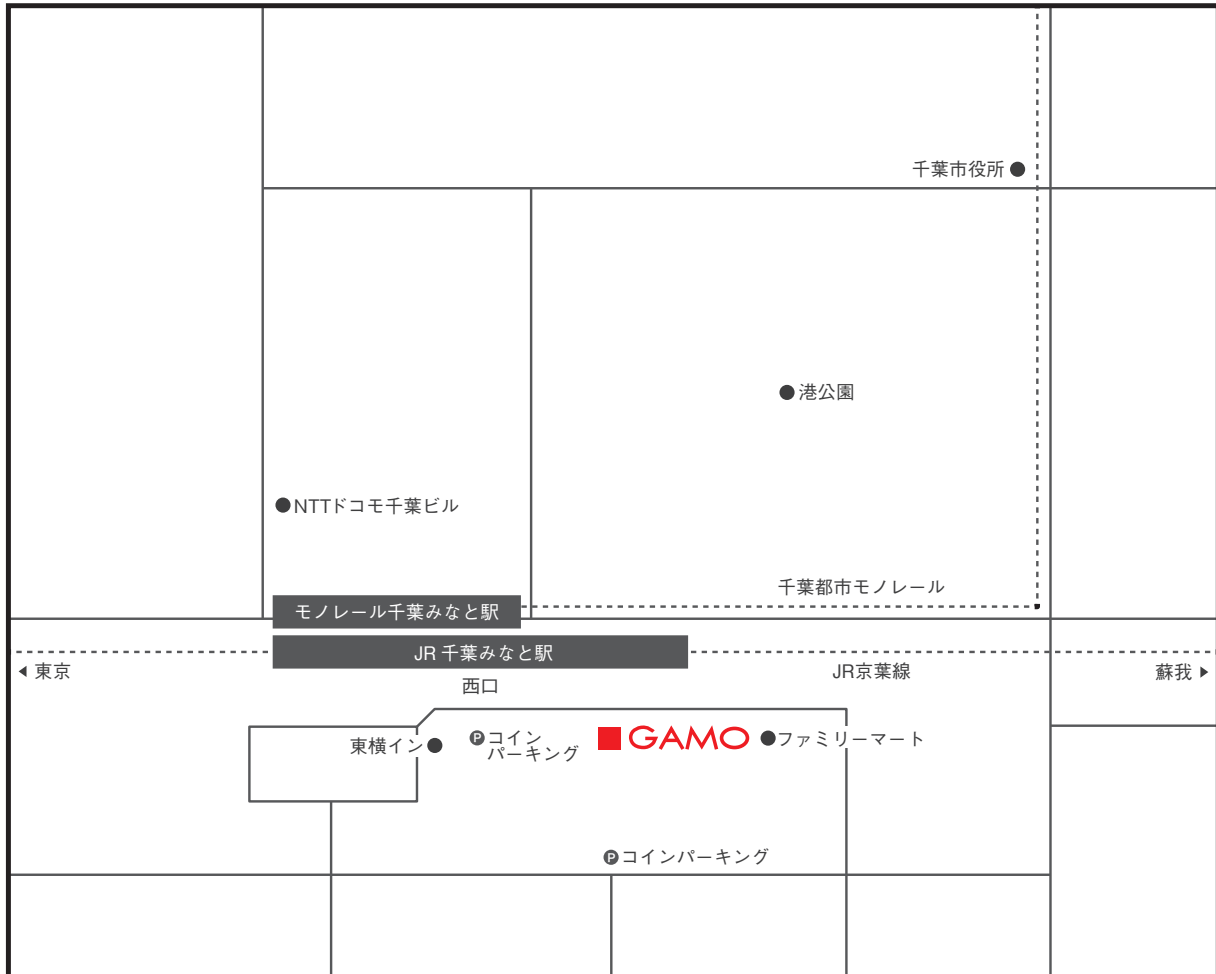 千葉市役所
港公園
NTTドコモ千葉ビル
千葉都市モノレール
モノレール千葉みなと駅
JR 千葉みなと駅
◀ 東京
西口
JR京葉線
蘇我 ▶
東横イン
P コイン
パーキング
GAMO
ファミリーマート
P コインパーキング